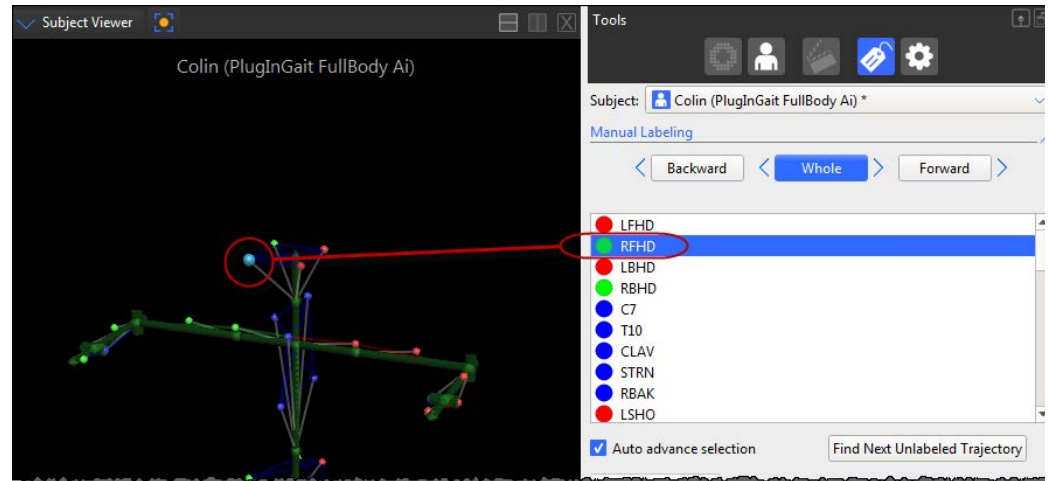 Subject Viewer
Colin (PlugInGait FullBody Ai)
Tools
Subject: Colin (PlugInGait FullBody Ai) *
Manual Labeling
Backward Whole Forward
LFHD
RFHD
LBHD
RBHD
C7
T10
CLAV
STRN
RBAK
LSHO
Auto advance selection Find Next Unlabeled Trajectory